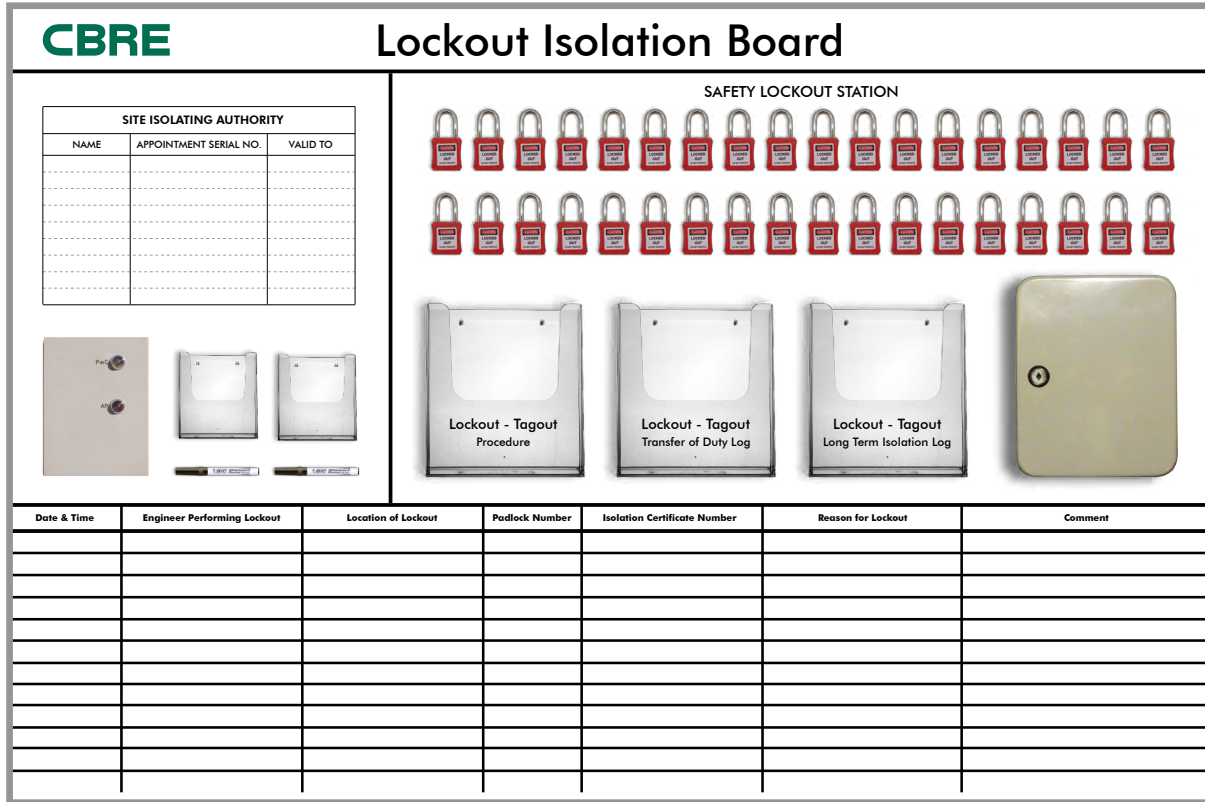 CBRE
Lockout Isolation Board
SITE ISOLATING AUTHORITY
NAME APPOINTMENT SERIAL NO. VALID TO
SAFETY LOCKOUT STATION
LOCKED
OUT
Lockout - Tagout
Procedure
Lockout - Tagout
Transfer of Duty Log
Lockout - Tagout
Long Term Isolation Log
Date & Time Engineer Performing Lockout Location of Lockout Padlock Number Isolation Certificate Number Reason for Lockout Comment